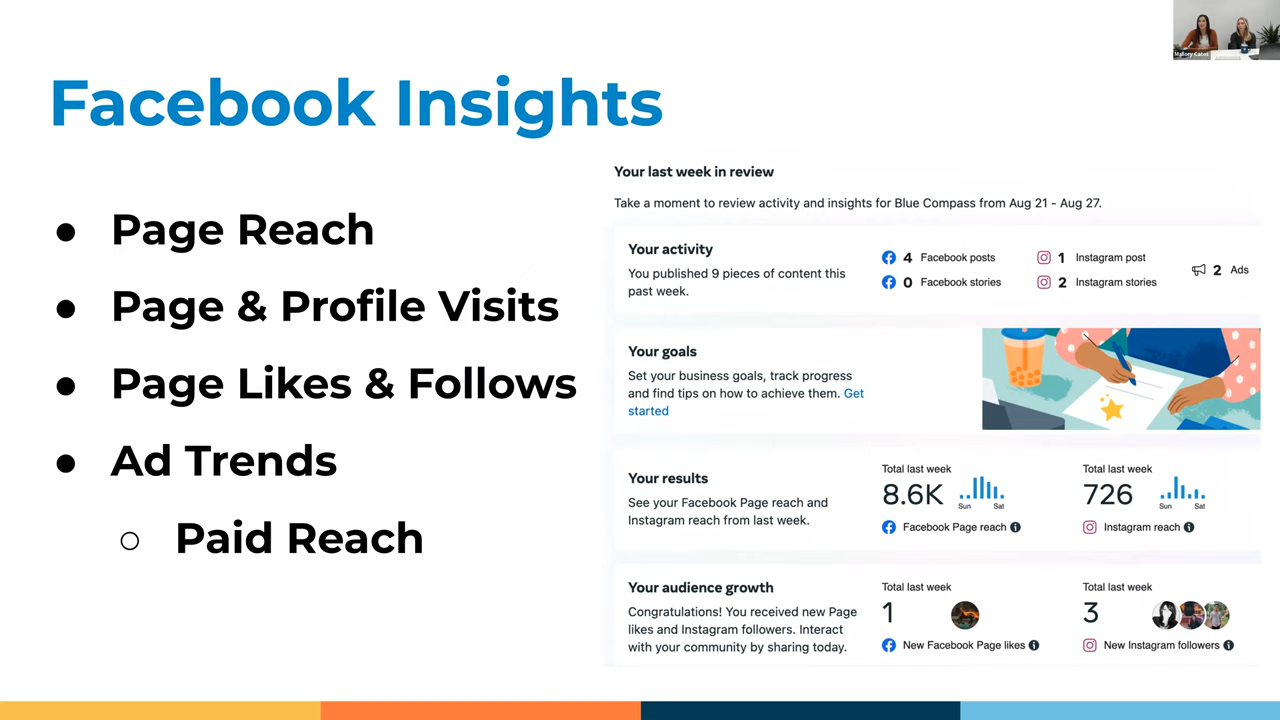 Mallory Cates
Facebook Insights
● Page Reach
● Page & Profile Visits
● Page Likes & Follows
● Ad Trends
○ Paid Reach
Your last week in review
Take a moment to review activity and insights for Blue Compass from Aug 21 - Aug 27.
Your activity
You published 9 pieces of content this
past week.
4 Facebook posts
0 Facebook stories
1 Instagram post
2 Instagram stories
2 Ads
Your goals
Set your business goals, track progress
and find tips on how to achieve them. Get
started
Your results
See your Facebook Page reach and
Instagram reach from last week.
Total last week
8.6K
Sun Sat
Facebook Page reach
Total last week
726
Sun Sat
Instagram reach
Your audience growth
Congratulations! You received new Page
likes and Instagram followers. Interact
with your community by sharing today.
Total last week
1
New Facebook Page likes
Total last week
3
New Instagram followers